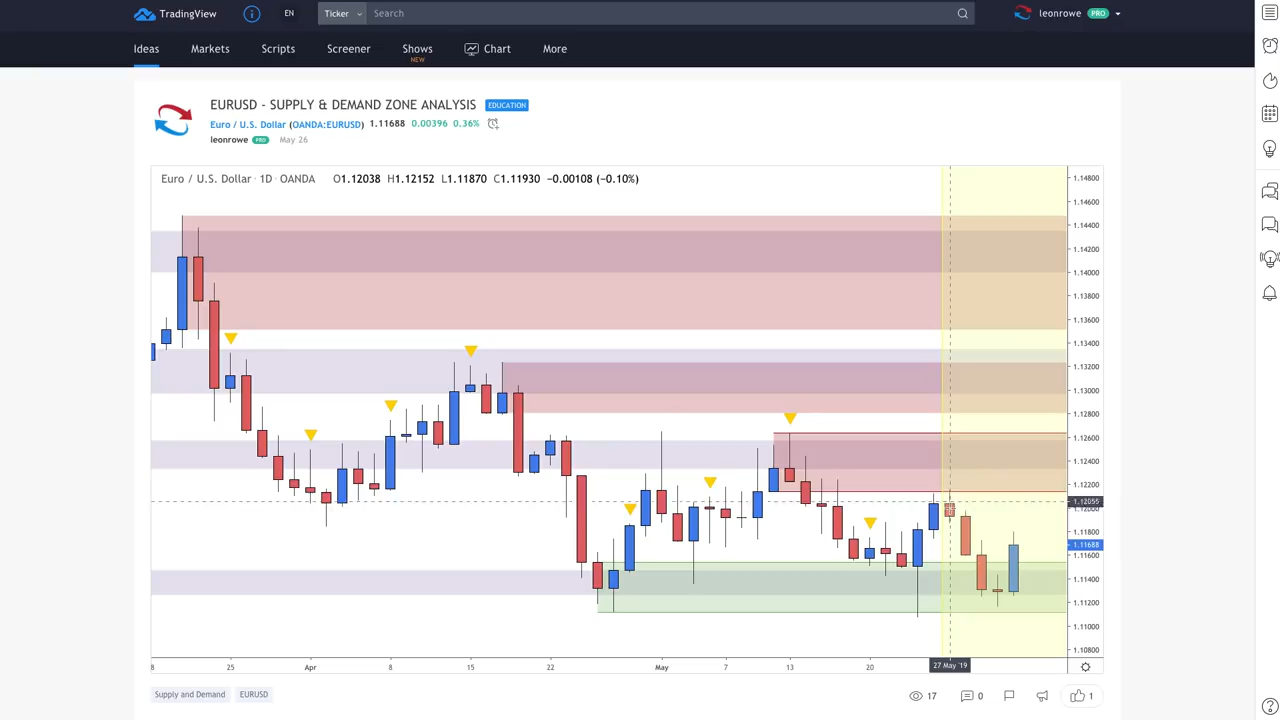 TradingView EN Ticker Search leonrowe PRO
Ideas Markets Scripts Screener Shows Chart More
NEW
EURUSD - SUPPLY & DEMAND ZONE ANALYSIS EDUCATION
Euro / U.S. Dollar (OANDA:EURUSD) 1.11688 0.00396 0.36%
leonrowe PRO May 26
Euro / U.S. Dollar · 1D · OANDA O1.12038 H1.12152 L1.11870 C1.11930 −0.00108 (−0.10%)
1.14800
1.14600
1.14400
1.14200
1.14000
1.13800
1.13600
1.13400
1.13200
1.13000
1.12800
1.12600
1.12400
1.12200
1.12055
1.12000
1.11800
1.11688
1.11600
1.11400
1.11200
1.11000
1.10800
8 25 Apr 8 15 22 May 7 13 20 27 May '19
Supply and Demand EURUSD 17 0 1